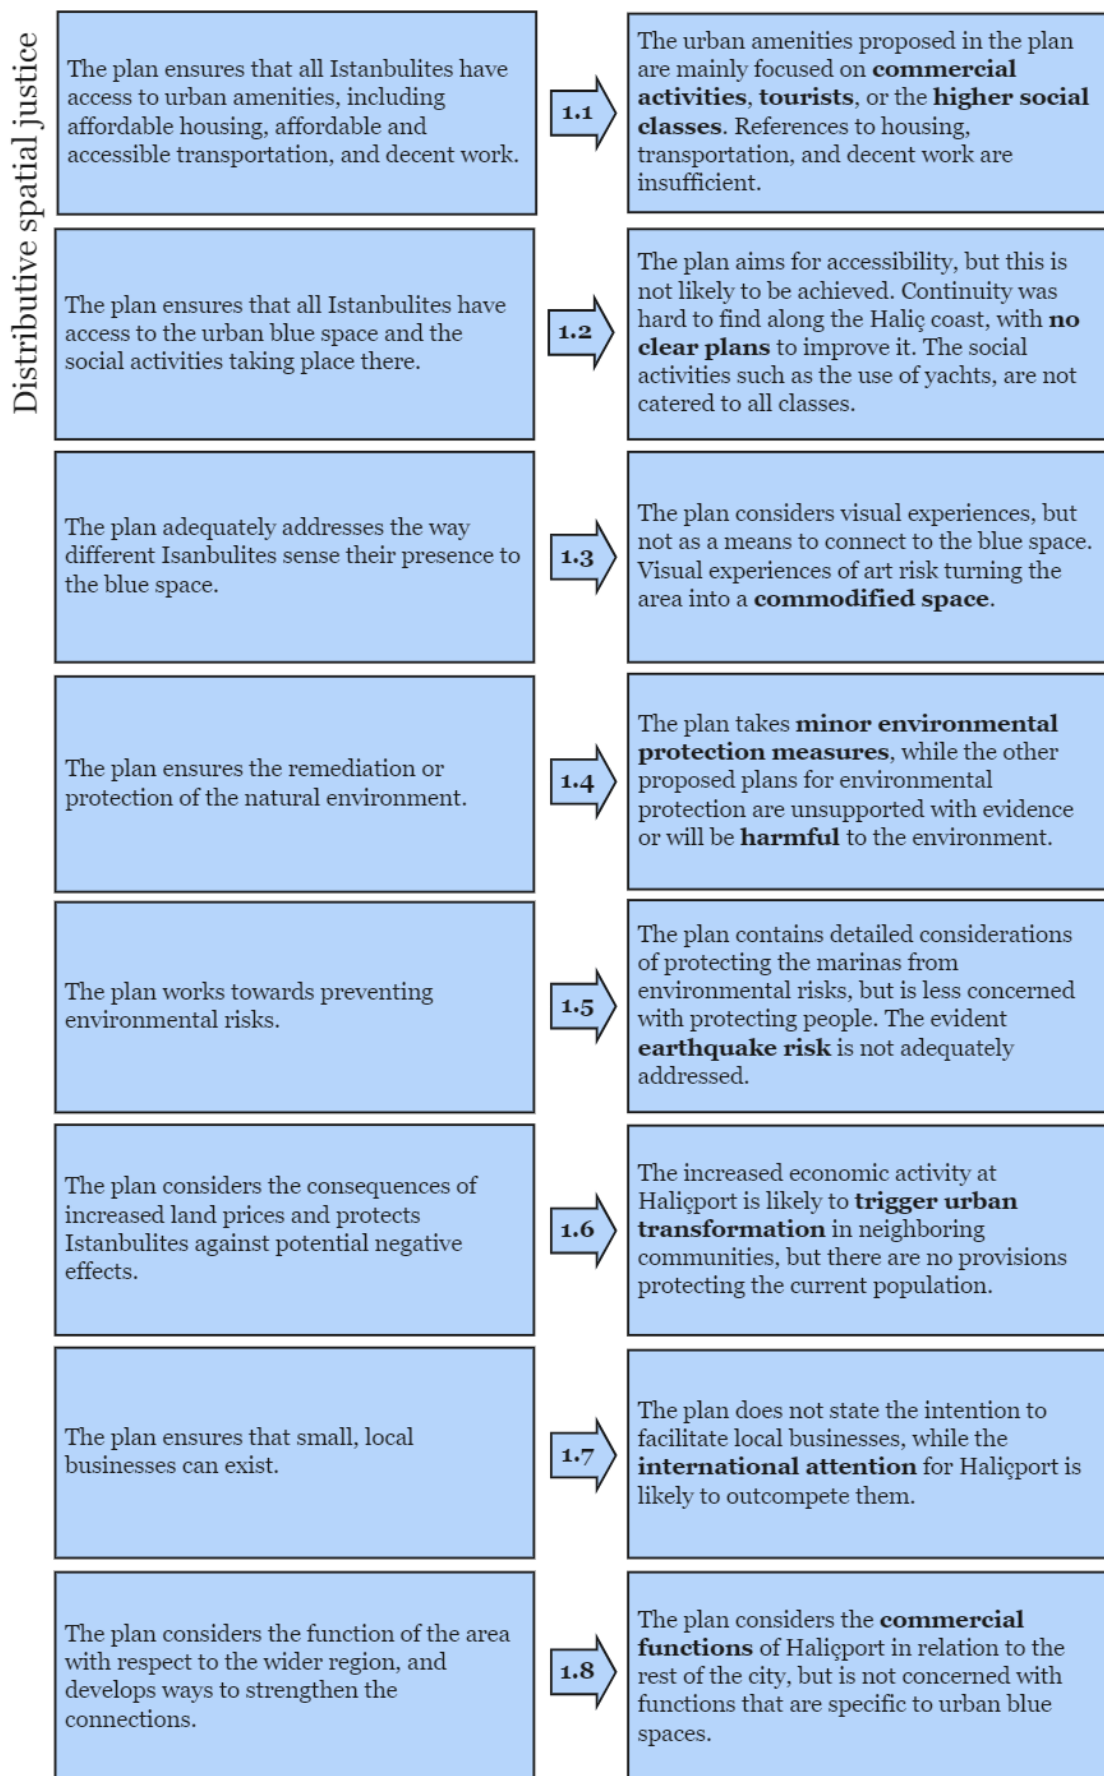 Distributive spatial justice
The plan ensures that all Istanbulites have
access to urban amenities, including
affordable housing, affordable and
accessible transportation, and decent work.
1.1
The urban amenities proposed in the plan
are mainly focused on commercial
activities, tourists, or the higher social
classes. References to housing,
transportation, and decent work are
insufficient.
The plan ensures that all Istanbulites have
access to the urban blue space and the
social activities taking place there.
1.2
The plan aims for accessibility, but this is
not likely to be achieved. Continuity was
hard to find along the Haliç coast, with no
clear plans to improve it. The social
activities such as the use of yachts, are not
catered to all classes.
The plan adequately addresses the way
different Isanbulites sense their presence to
the blue space.
1.3
The plan considers visual experiences, but
not as a means to connect to the blue space.
Visual experiences of art risk turning the
area into a commodified space.
The plan ensures the remediation or
protection of the natural environment.
1.4
The plan takes minor environmental
protection measures, while the other
proposed plans for environmental
protection are unsupported with evidence
or will be harmful to the environment.
The plan works towards preventing
environmental risks.
1.5
The plan contains detailed considerations
of protecting the marinas from
environmental risks, but is less concerned
with protecting people. The evident
earthquake risk is not adequately
addressed.
The plan considers the consequences of
increased land prices and protects
Istanbulites against potential negative
effects.
1.6
The increased economic activity at
Haliçport is likely to trigger urban
transformation in neighboring
communities, but there are no provisions
protecting the current population.
The plan ensures that small, local
businesses can exist.
1.7
The plan does not state the intention to
facilitate local businesses, while the
international attention for Haliçport is
likely to outcompete them.
The plan considers the function of the area
with respect to the wider region, and
develops ways to strengthen the
connections.
1.8
The plan considers the commercial
functions of Haliçport in relation to the
rest of the city, but is not concerned with
functions that are specific to urban blue
spaces.